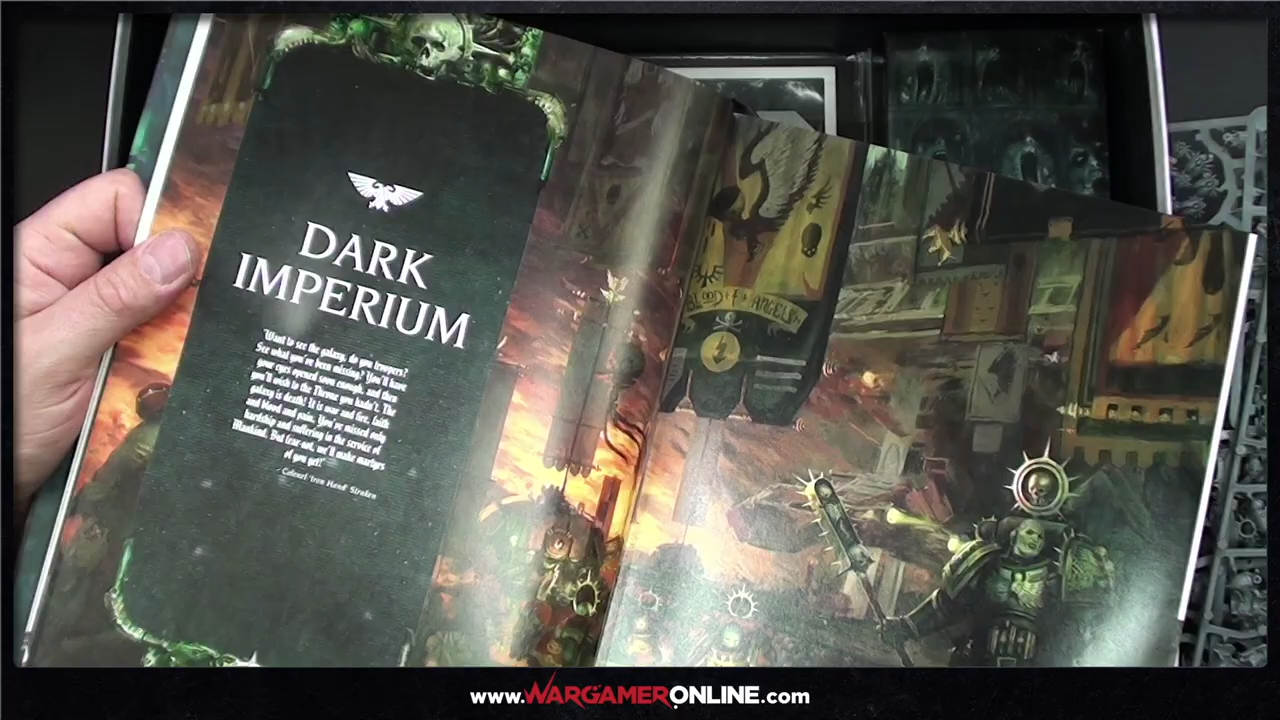 DARK
IMPERIUM
"Want to see the galaxy, do you troopers?
See what you've been missing? You'll have
your eyes opened soon enough, and then
you'll wish to the Throne you hadn't. The
galaxy is death! It is war and fire, faith
and blood and pain. You've missed only
hardship and suffering in the service of
Mankind. But fear not, we'll make martyrs
of you yet!"
- Colonel 'Iron Hand' Straken
BLOOD of ANGELS
www.WARGAMERONLINE.com